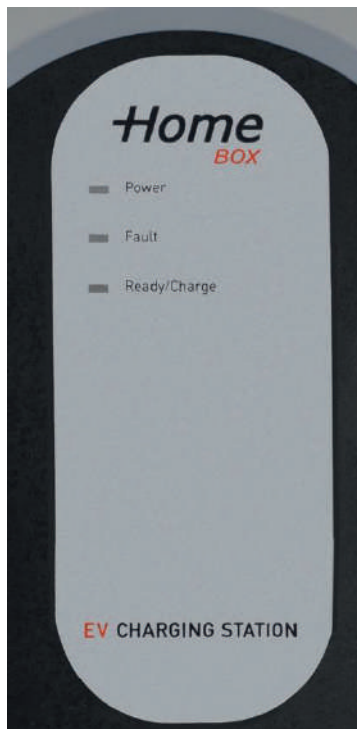 Home
BOX
Power
Fault
Ready/Charge
EV CHARGING STATION